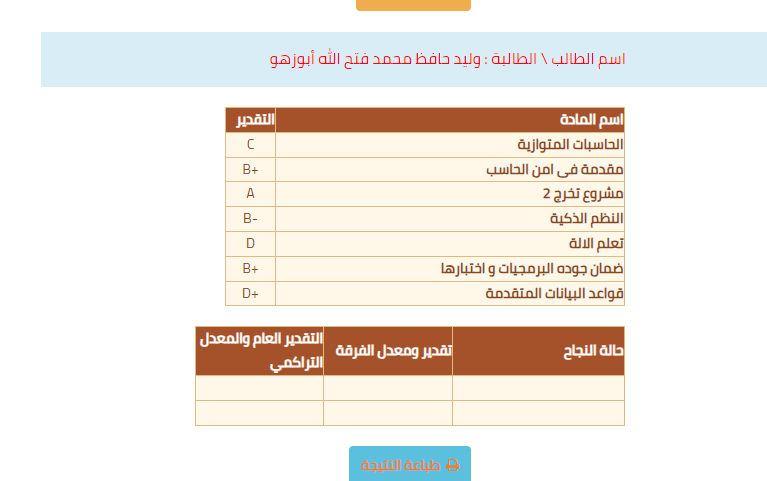 اسم الطالب \ الطالبة : وليد حافظ محمد فتح الله أبوزهو
اسم المادة التقدير
الحاسبات المتوازية C
مقدمة فى امن الحاسب B+
مشروع تخرج 2 A
النظم الذكية B-
تعلم الالة D
ضمان جوده البرمجيات و اختبارها B+
قواعد البيانات المتقدمة D+
حالة النجاح تقدير ومعدل الفرقة التقدير العام والمعدل
التراكمي
طباعة النتيجة